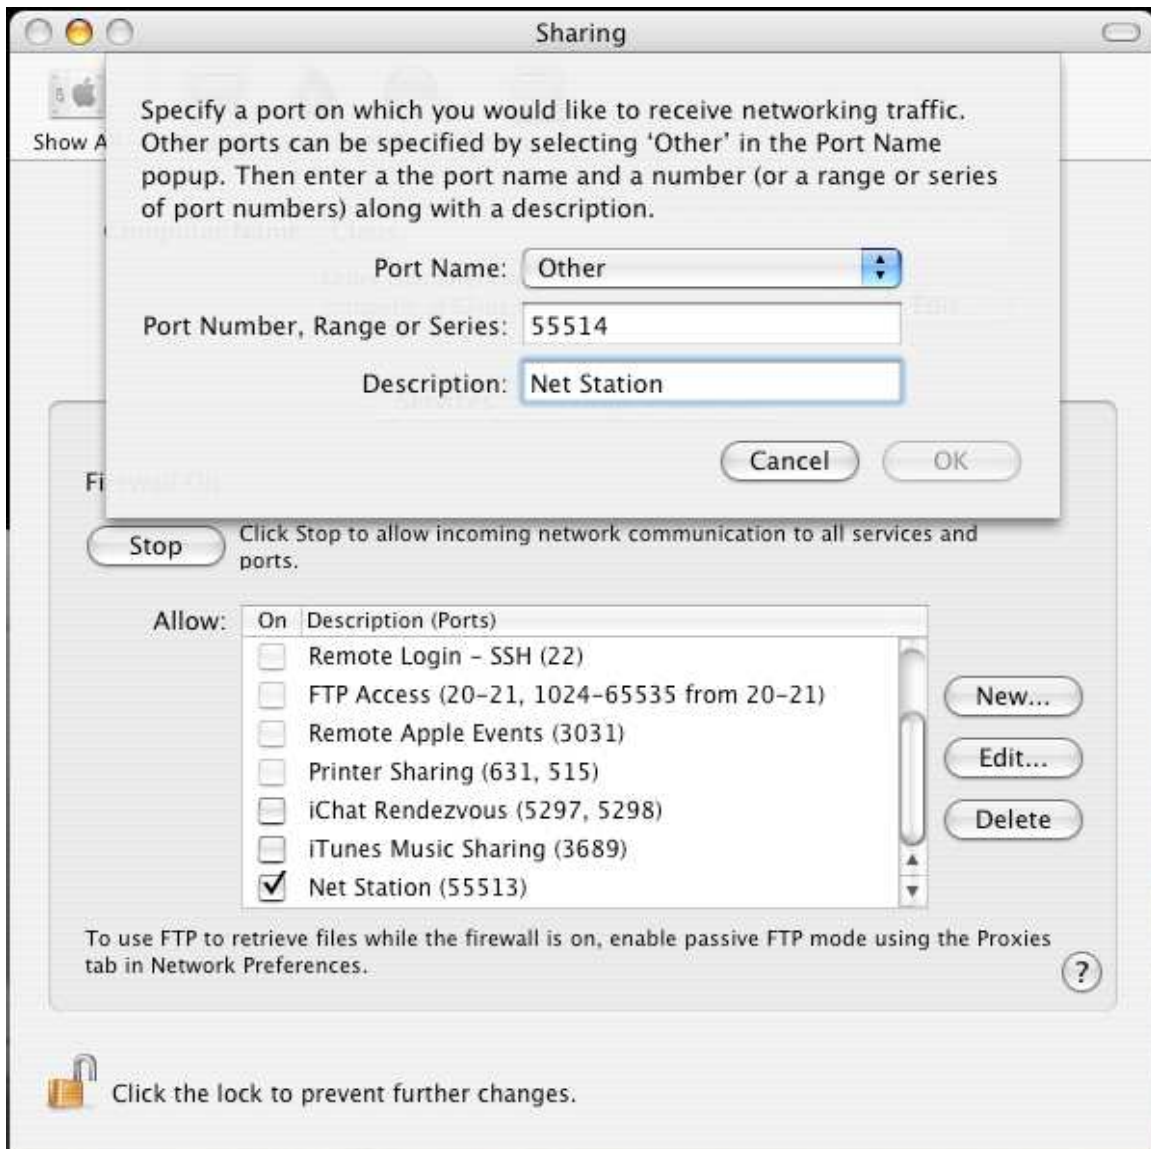 Sharing
Show A
Specify a port on which you would like to receive networking traffic.
Other ports can be specified by selecting ‘Other’ in the Port Name
popup. Then enter a the port name and a number (or a range or series
of port numbers) along with a description.
Port Name: Other
Port Number, Range or Series: 55514
Description: Net Station
Cancel OK
Firewall On
Stop Click Stop to allow incoming network communication to all services and
ports.
Allow: On Description (Ports)
Remote Login – SSH (22)
FTP Access (20–21, 1024–65535 from 20–21)
Remote Apple Events (3031)
Printer Sharing (631, 515)
iChat Rendezvous (5297, 5298)
iTunes Music Sharing (3689)
Net Station (55513)
New...
Edit...
Delete
To use FTP to retrieve files while the firewall is on, enable passive FTP mode using the Proxies
tab in Network Preferences.
?
Click the lock to prevent further changes.